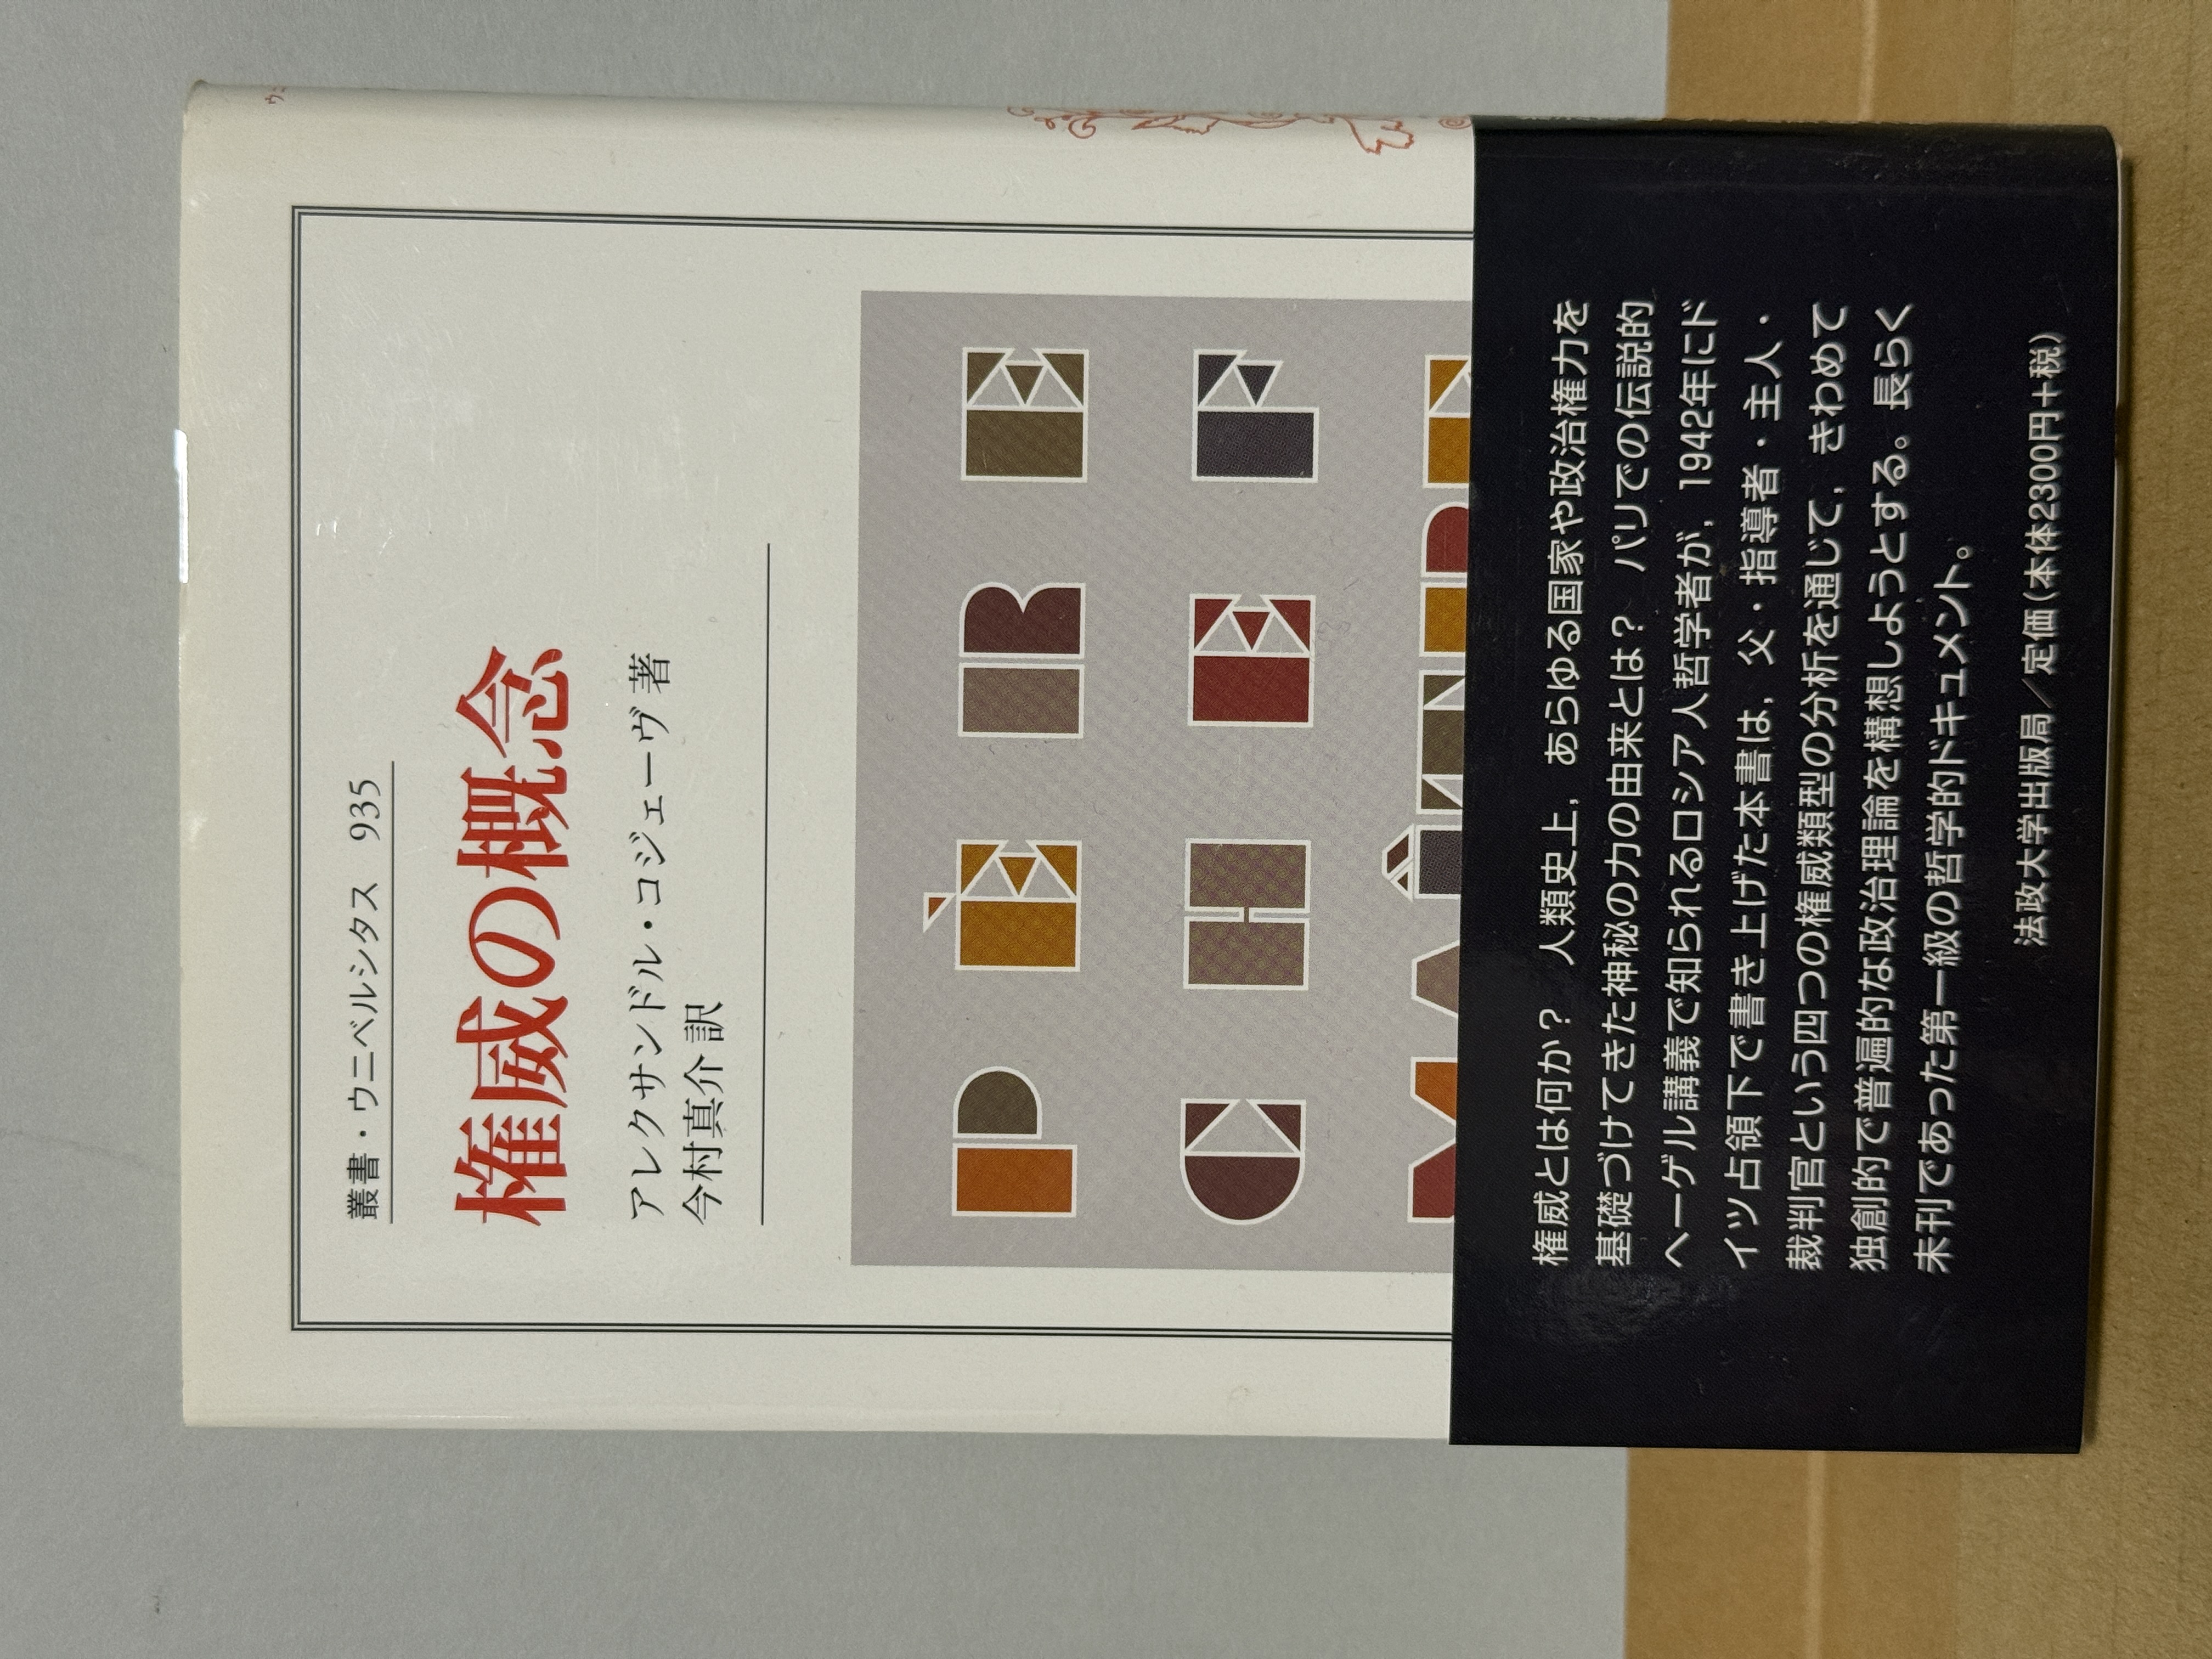 叢書・ウニベルシタス 935
権威の概念
アレクサンドル・コジェーヴ 著
今村真介 訳
PÈRE
CHEF
MAÎTRE
権威とは何か？ 人類史上，あらゆる国家や政治権力を
基礎づけてきた神秘の力の由来とは？ パリでの伝説的
ヘーゲル講義で知られるロシア人哲学者が，1942年にド
イツ占領下で書き上げた本書は，父・指導者・主人・
裁判官という四つの権威類型の分析を通じて，きわめて
独創的で普遍的な政治理論を構想しようとする。長らく
未刊であった第一級の哲学的ドキュメント。
法政大学出版局／定価(本体2300円＋税)